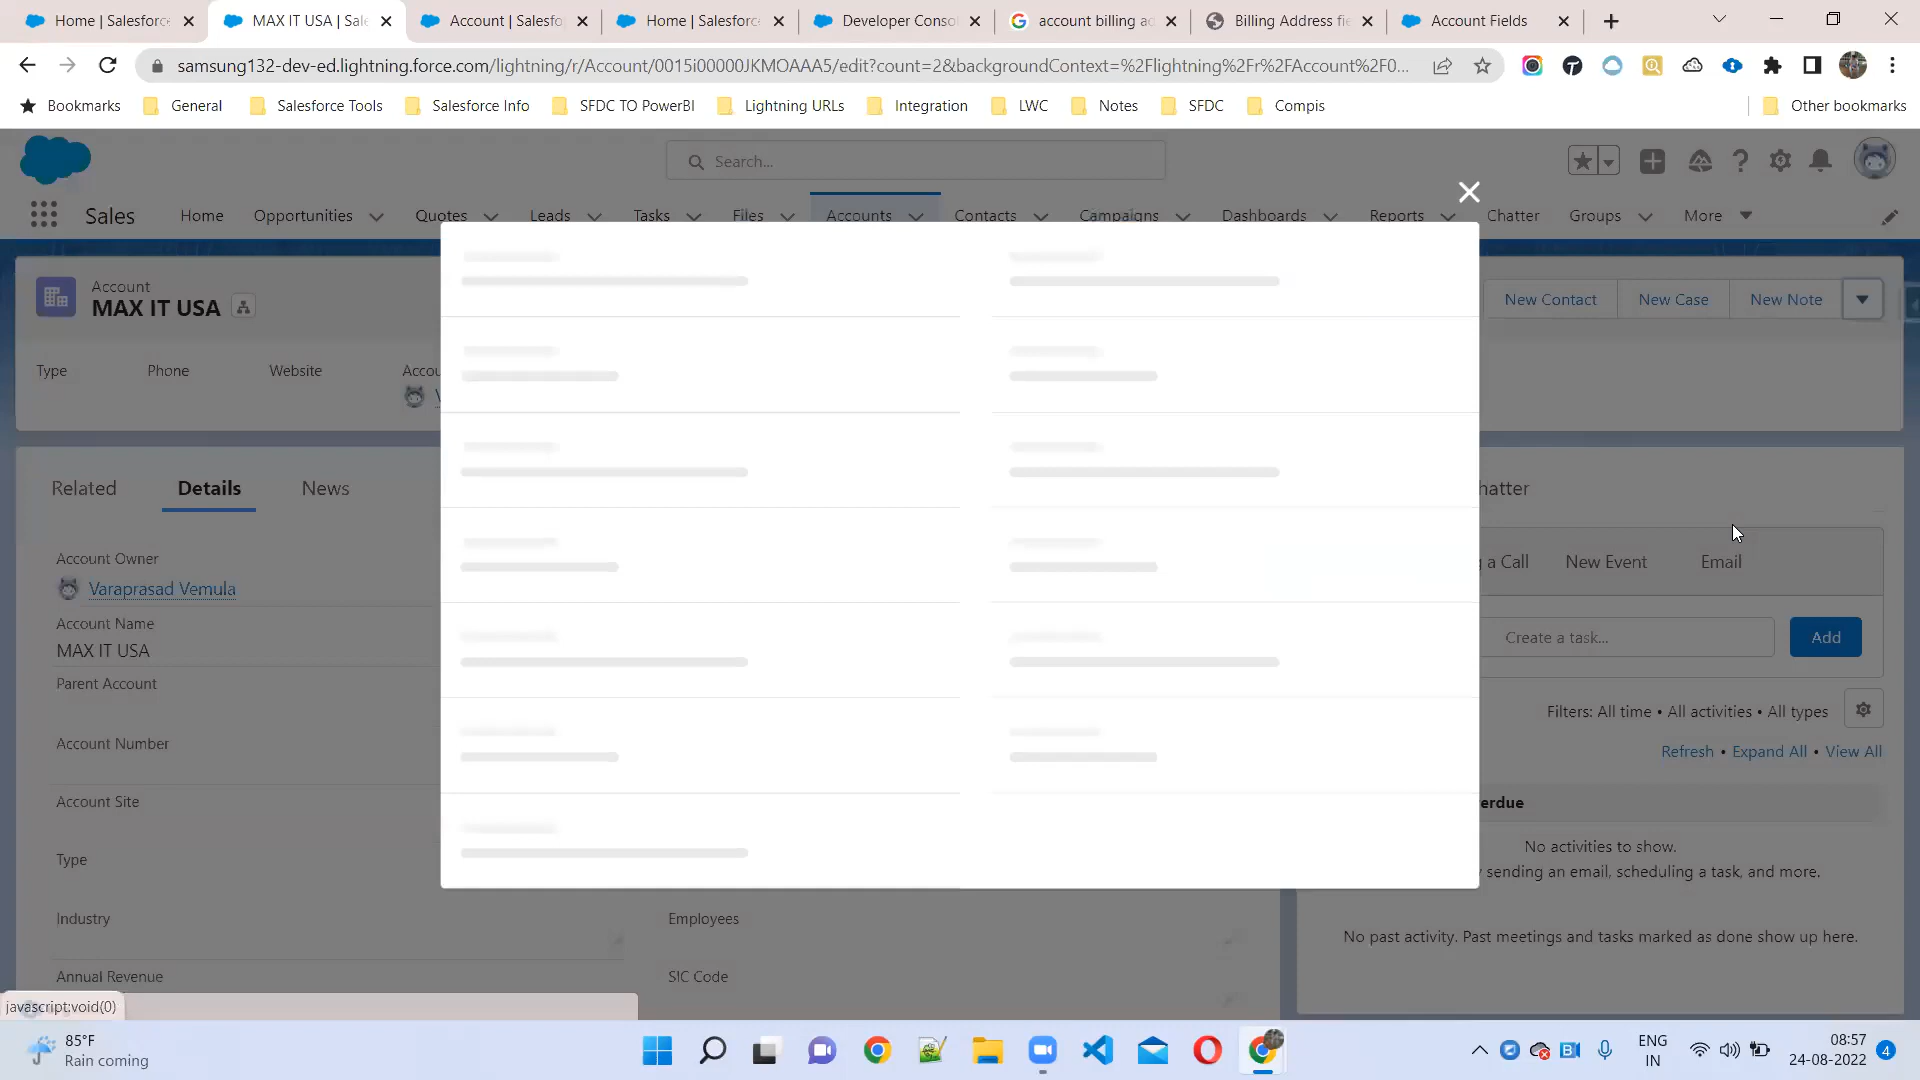 Home | Salesforc
MAX IT USA | Sale
Account | Salesfo
Home | Salesforc
Developer Conso
account billing ad
Billing Address fie
Account Fields
samsung132-dev-ed.lightning.force.com/lightning/r/Account/0015i00000JKMOAAA5/edit?count=2&backgroundContext=%2Flightning%2Fr%2FAccount%2F0...
Bookmarks
General
Salesforce Tools
Salesforce Info
SFDC TO PowerBI
Lightning URLs
Integration
LWC
Notes
SFDC
Compis
Other bookmarks
Search...
Sales
Home
Opportunities
Quotes
Leads
Tasks
Files
Accounts
Contacts
Campaigns
Dashboards
Reports
Chatter
Groups
More
Account
MAX IT USA
New Contact
New Case
New Note
Type
Phone
Website
Accou
Related
Details
News
hatter
Account Owner
Varaprasad Vemula
g a Call
New Event
Email
Account Name
MAX IT USA
Create a task...
Add
Parent Account
Filters: All time • All activities • All types
Account Number
Refresh • Expand All • View All
Account Site
erdue
No activities to show.
Type
sending an email, scheduling a task, and more.
Industry
Employees
No past activity. Past meetings and tasks marked as done show up here.
Annual Revenue
SIC Code
javascript:void(0)
85°F
Rain coming
ENG
IN
08:57
24-08-2022
4